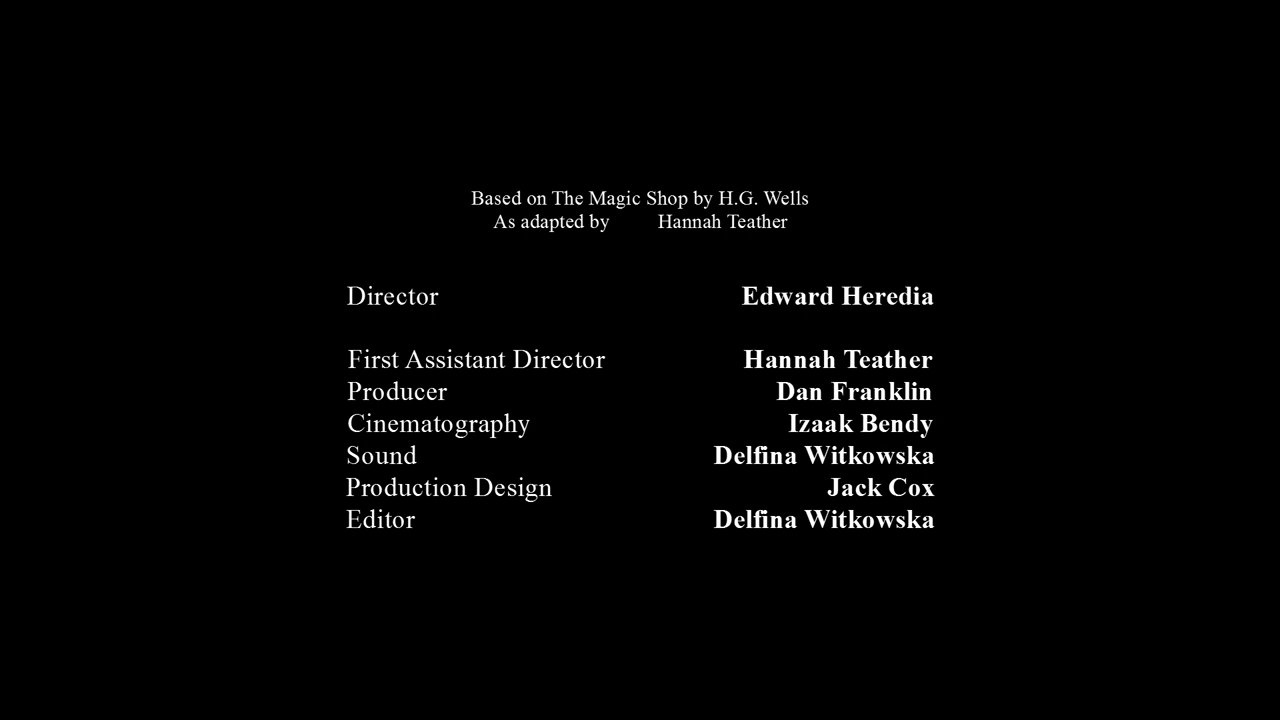 Based on The Magic Shop by H.G. Wells
As adapted by Hannah Teather
Director Edward Heredia
First Assistant Director Hannah Teather
Producer Dan Franklin
Cinematography Izaak Bendy
Sound Delfina Witkowska
Production Design Jack Cox
Editor Delfina Witkowska